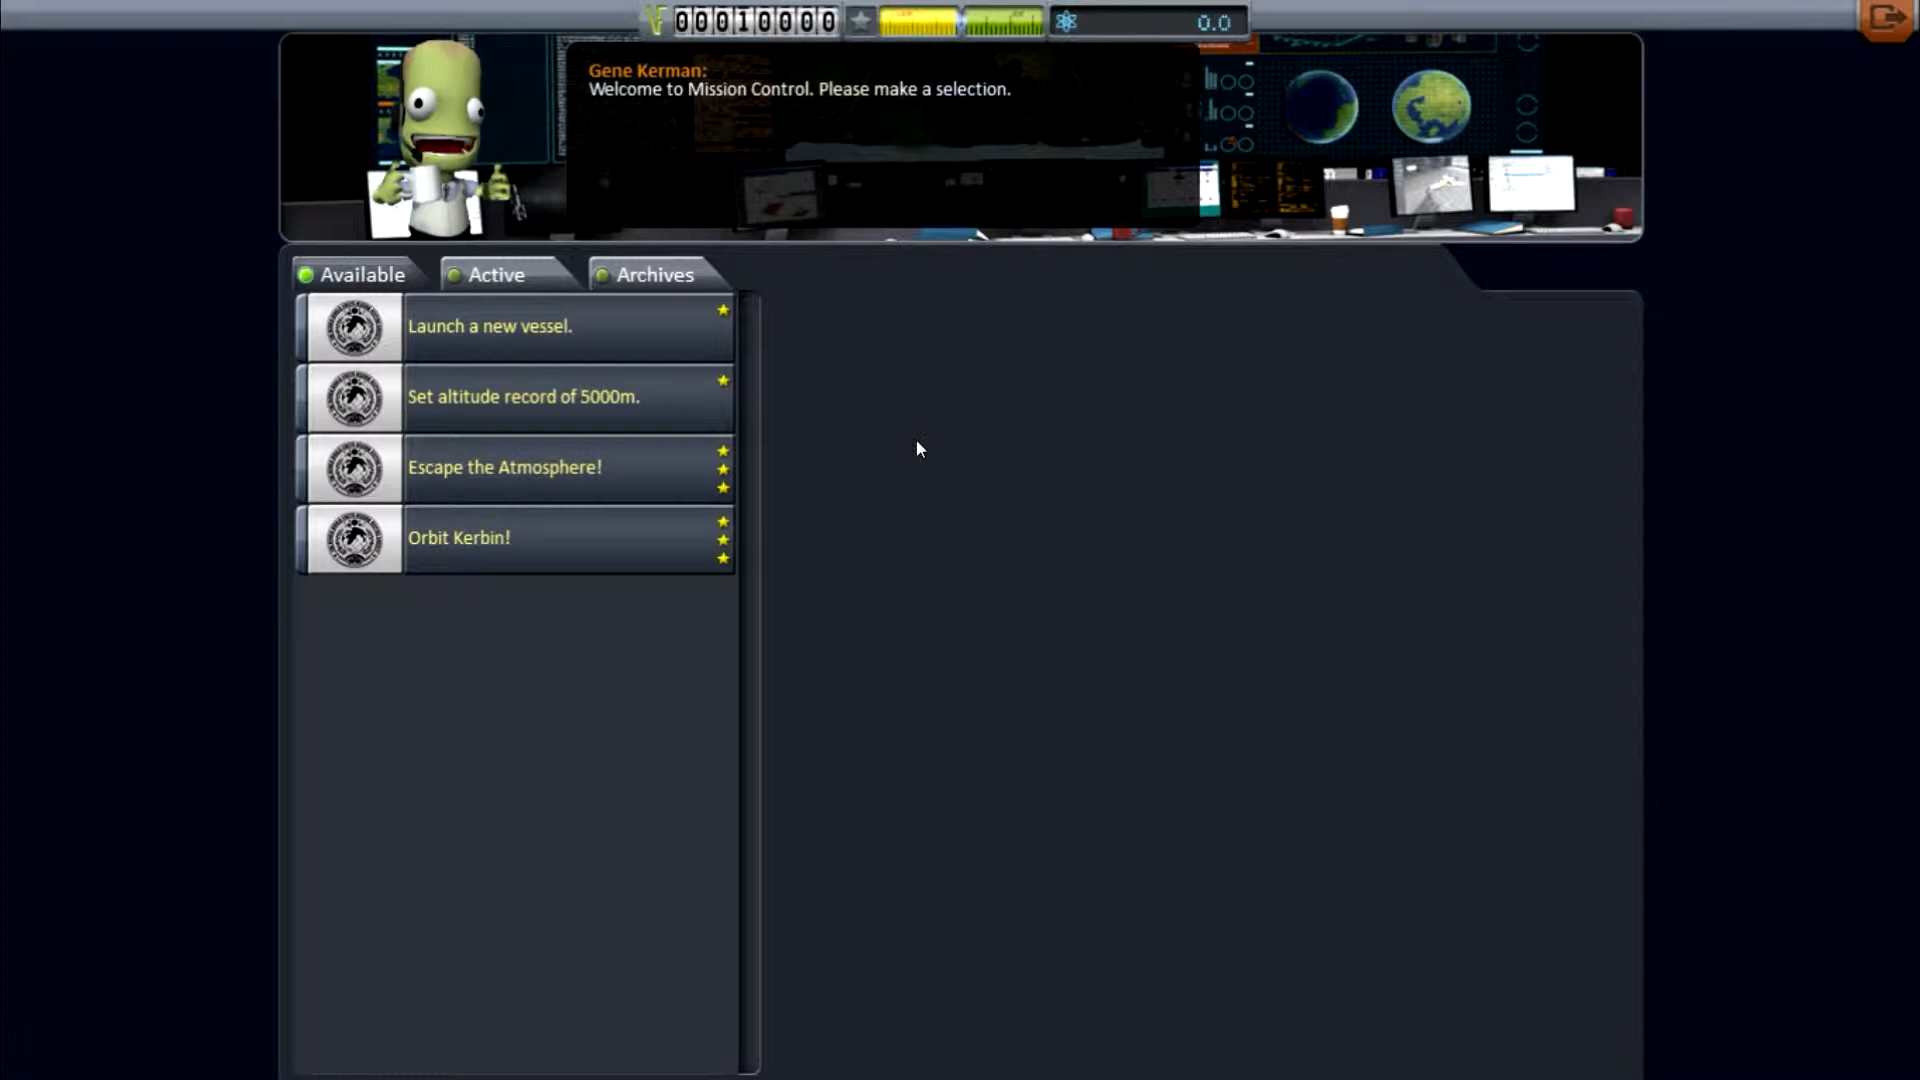 00010000
0.0
Gene Kerman:
Welcome to Mission Control. Please make a selection.
Available
Active
Archives
Launch a new vessel.
Set altitude record of 5000m.
Escape the Atmosphere!
Orbit Kerbin!